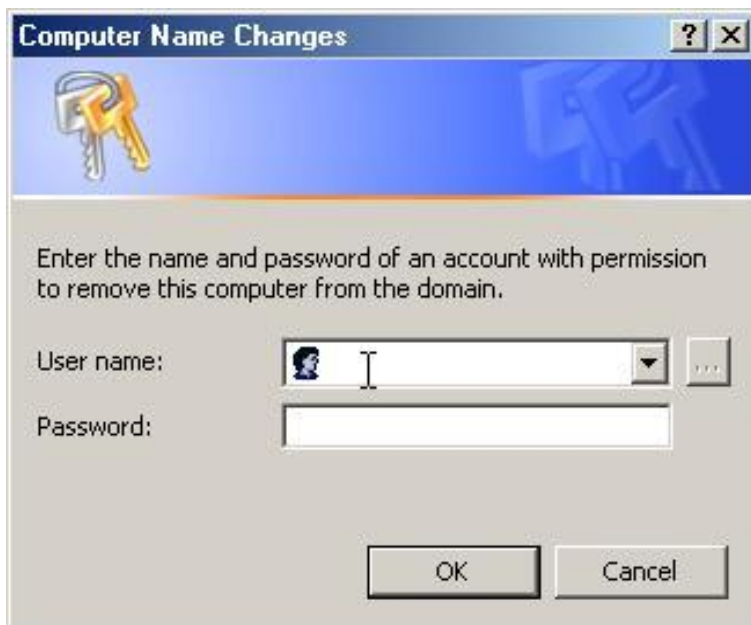 Computer Name Changes
Enter the name and password of an account with permission
to remove this computer from the domain.
User name:
...
Password:
OK Cancel